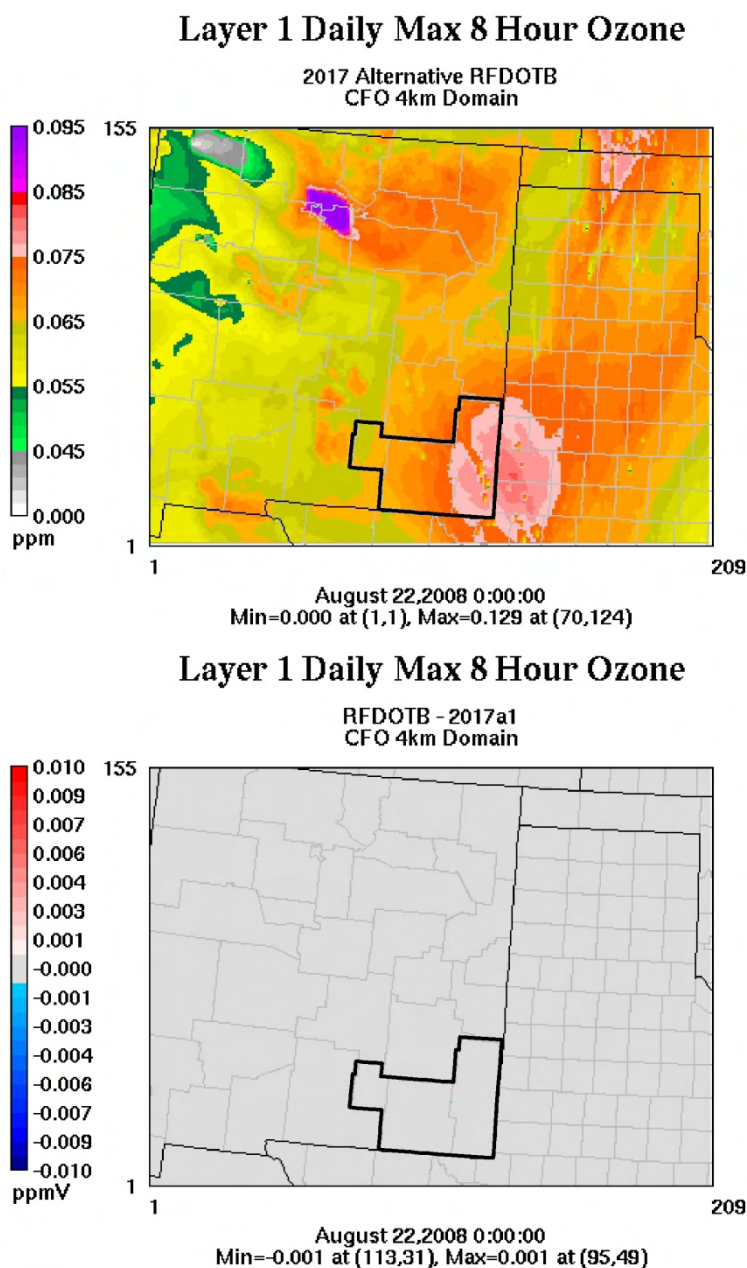 Layer 1 Daily Max 8 Hour Ozone
2017 Alternative RFDOTB
CFO 4km Domain
0.095
0.085
0.075
0.065
0.055
0.045
0.000
ppm
155
1
1
209
August 22,2008 0:00:00
Min=0.000 at (1,1), Max=0.129 at (70,124)
Layer 1 Daily Max 8 Hour Ozone
RFDOTB - 2017a1
CFO 4km Domain
0.010
0.009
0.007
0.006
0.004
0.003
0.001
-0.000
-0.001
-0.003
-0.004
-0.006
-0.007
-0.009
-0.010
ppmV
155
1
1
209
August 22,2008 0:00:00
Min=-0.001 at (113,31), Max=0.001 at (95,49)